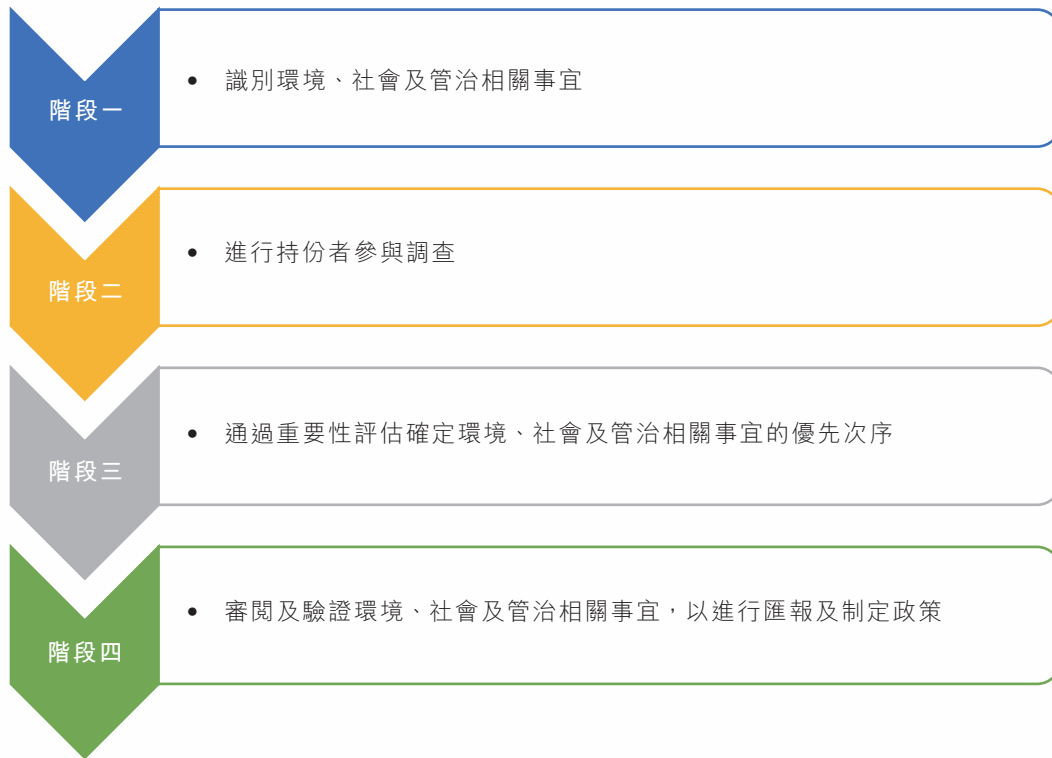 階段一
• 識別環境、社會及管治相關事宜
階段二
• 進行持份者參與調查
階段三
• 通過重要性評估確定環境、社會及管治相關事宜的優先次序
階段四
• 審閱及驗證環境、社會及管治相關事宜，以進行匯報及制定政策